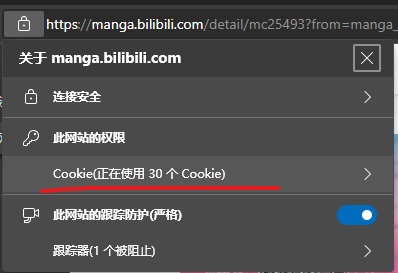 https://manga.bilibili.com/detail/mc25493?from=manga_
关于 manga.bilibili.com
连接安全
此网站的权限
Cookie(正在使用 30 个 Cookie)
此网站的跟踪防护(严格)
跟踪器(1 个被阻止)